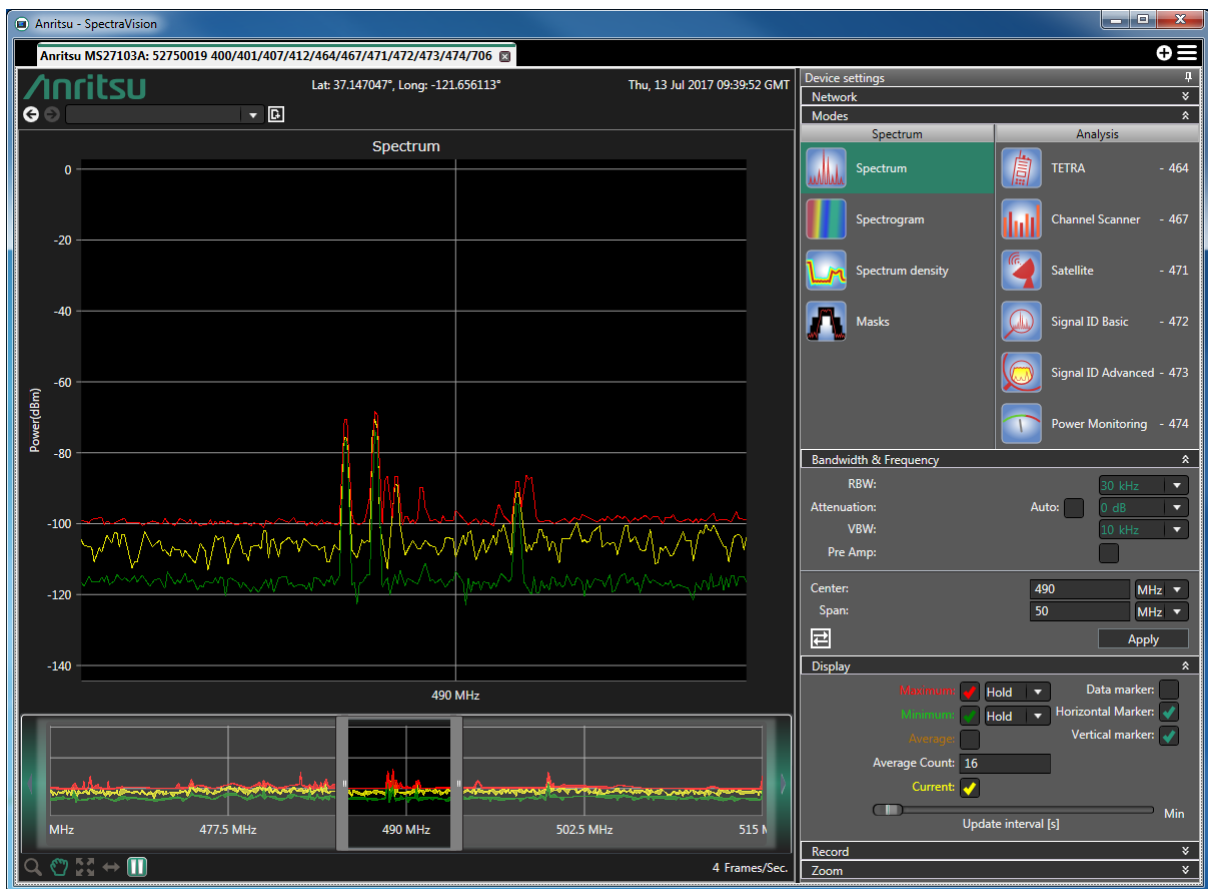 Anritsu - SpectraVision
Anritsu MS27103A: 52750019 400/401/407/412/464/467/471/472/473/474/706
Anritsu
Lat: 37.147047°, Long: -121.656113°
Thu, 13 Jul 2017 09:39:52 GMT
Spectrum
0
-20
-40
-60
-80
-100
-120
-140
Power(dBm)
490 MHz
MHz
477.5 MHz
490 MHz
502.5 MHz
515 M
4 Frames/Sec.
Device settings
Network
Modes
Spectrum
Analysis
Spectrum
TETRA - 464
Spectrogram
Channel Scanner - 467
Spectrum density
Satellite - 471
Masks
Signal ID Basic - 472
Signal ID Advanced - 473
Power Monitoring - 474
Bandwidth & Frequency
RBW: 30 kHz
Attenuation: Auto: 0 dB
VBW: 10 kHz
Pre Amp:
Center: 490 MHz
Span: 50 MHz
Apply
Display
Maximum: Hold Data marker:
Minimum: Hold Horizontal Marker:
Average: Vertical marker:
Average Count: 16
Current:
Min
Update interval [s]
Record
Zoom